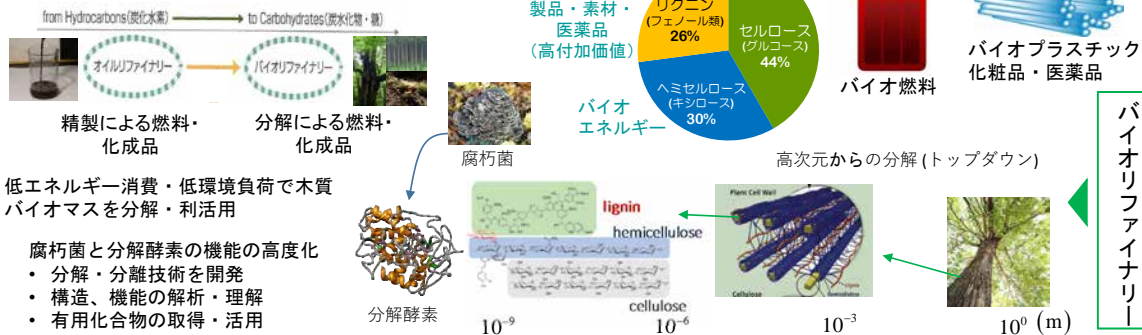 from Hydrocarbons(炭化水素)
to Carbohydrates(炭水化物・糖)
オイルリファイナリー
バイオリファイナリー
精製による燃料・
化成品
分解による燃料・
化成品
製品・素材・
医薬品
(高付加価値)
リグニン
(フェノール類)
26%
セルロース
(グルコース)
44%
ヘミセルロース
(キシロース)
30%
バイオ
エネルギー
バイオ燃料
バイオプラスチック
化粧品・医薬品
バイオリファイナリー
腐朽菌
高次元からの分解 (トップダウン)
低エネルギー消費・低環境負荷で木質
バイオマスを分解・利活用
腐朽菌と分解酵素の機能の高度化
• 分解・分離技術を開発
• 構造、機能の解析・理解
• 有用化合物の取得・活用
分解酵素
lignin
hemicellulose
cellulose
Plant Cell Wall
Lignin
Cellulose
Hemicellulose
10⁻⁹
10⁻⁶
10⁻³
10⁰ (m)